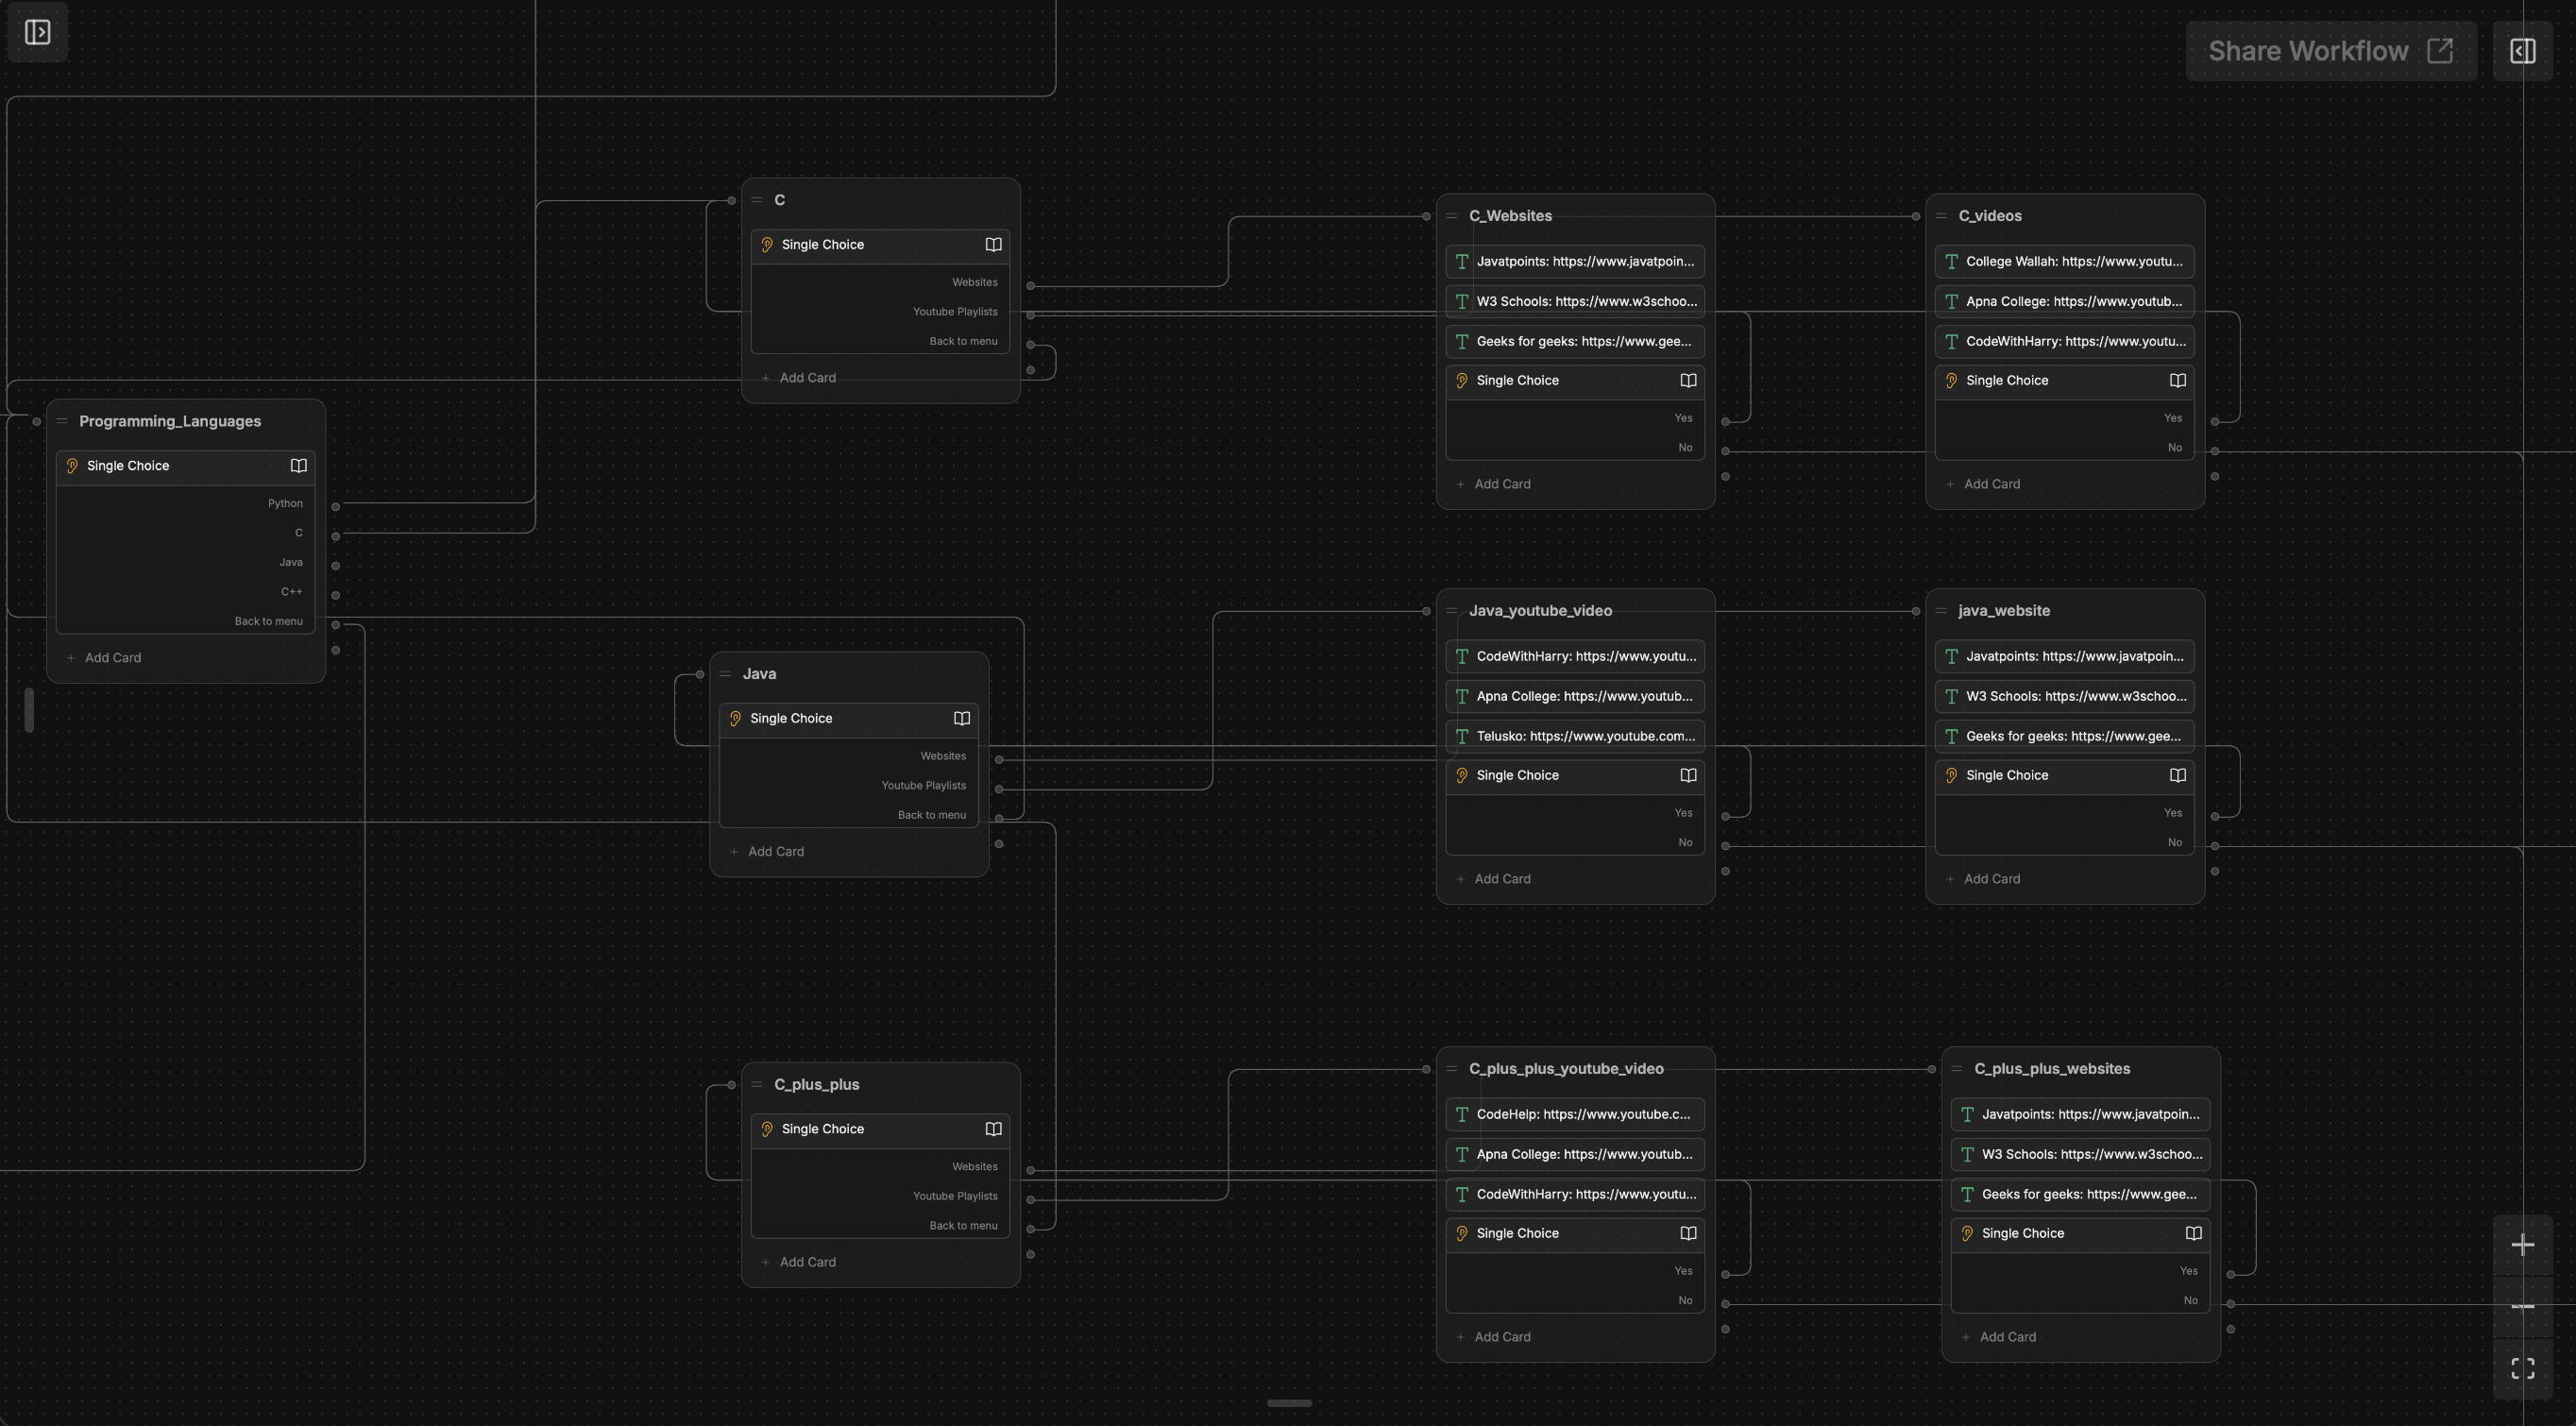 Share Workflow
Programming_Languages
Single Choice
Python
C
Java
C++
Back to menu
Add Card
C
Single Choice
Websites
Youtube Playlists
Back to menu
Add Card
C_Websites
Javatpoints: https://www.javatpoin...
W3 Schools: https://www.w3schoo...
Geeks for geeks: https://www.gee...
Single Choice
Yes
No
Add Card
C_videos
College Wallah: https://www.youtu...
Apna College: https://www.youtub...
CodeWithHarry: https://www.youtu...
Single Choice
Yes
No
Add Card
Java
Single Choice
Websites
Youtube Playlists
Back to menu
Add Card
Java_youtube_video
CodeWithHarry: https://www.youtu...
Apna College: https://www.youtub...
Telusko: https://www.youtube.com...
Single Choice
Yes
No
Add Card
java_website
Javatpoints: https://www.javatpoin...
W3 Schools: https://www.w3schoo...
Geeks for geeks: https://www.gee...
Single Choice
Yes
No
Add Card
C_plus_plus
Single Choice
Websites
Youtube Playlists
Back to menu
Add Card
C_plus_plus_youtube_video
CodeHelp: https://www.youtube.c...
Apna College: https://www.youtub...
CodeWithHarry: https://www.youtu...
Single Choice
Yes
No
Add Card
C_plus_plus_websites
Javatpoints: https://www.javatpoin...
W3 Schools: https://www.w3schoo...
Geeks for geeks: https://www.gee...
Single Choice
Yes
No
Add Card